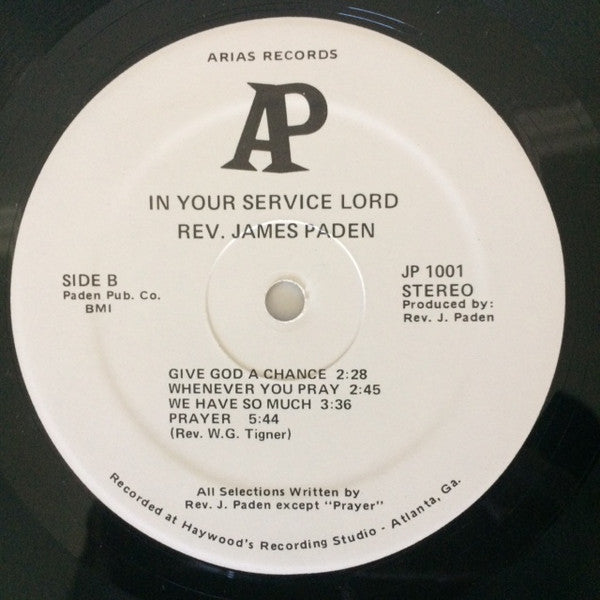 ARIAS RECORDS
AP
IN YOUR SERVICE LORD
REV. JAMES PADEN
SIDE B
Paden Pub. Co.
BMI
JP 1001
STEREO
Produced by:
Rev. J. Paden
GIVE GOD A CHANCE 2:28
WHENEVER YOU PRAY 2:45
WE HAVE SO MUCH 3:36
PRAYER 5:44
(Rev. W.G. Tigner)
All Selections Written by
Rev. J. Paden except "Prayer"
Recorded at Haywood's Recording Studio - Atlanta, Ga.